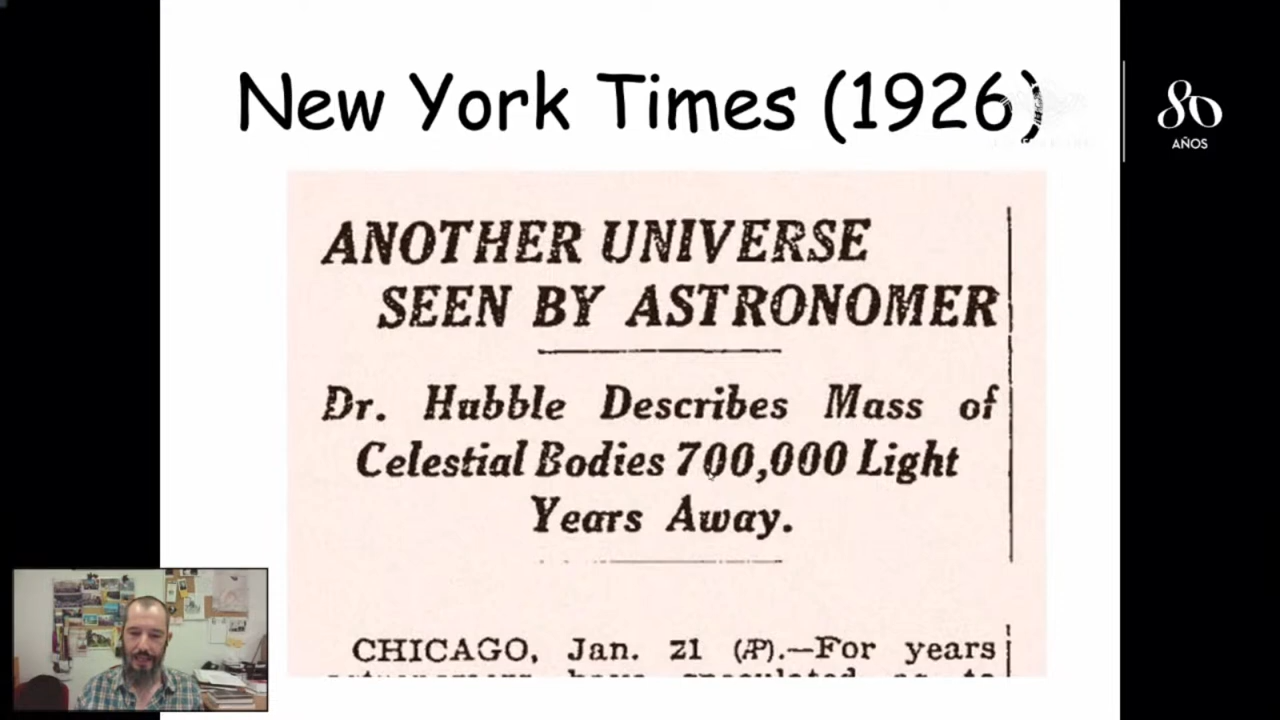 New York Times (1926)
80
AÑOS
ANOTHER UNIVERSE
SEEN BY ASTRONOMER
Dr. Hubble Describes Mass of
Celestial Bodies 700,000 Light
Years Away.
CHICAGO, Jan. 21 (AP).—For years